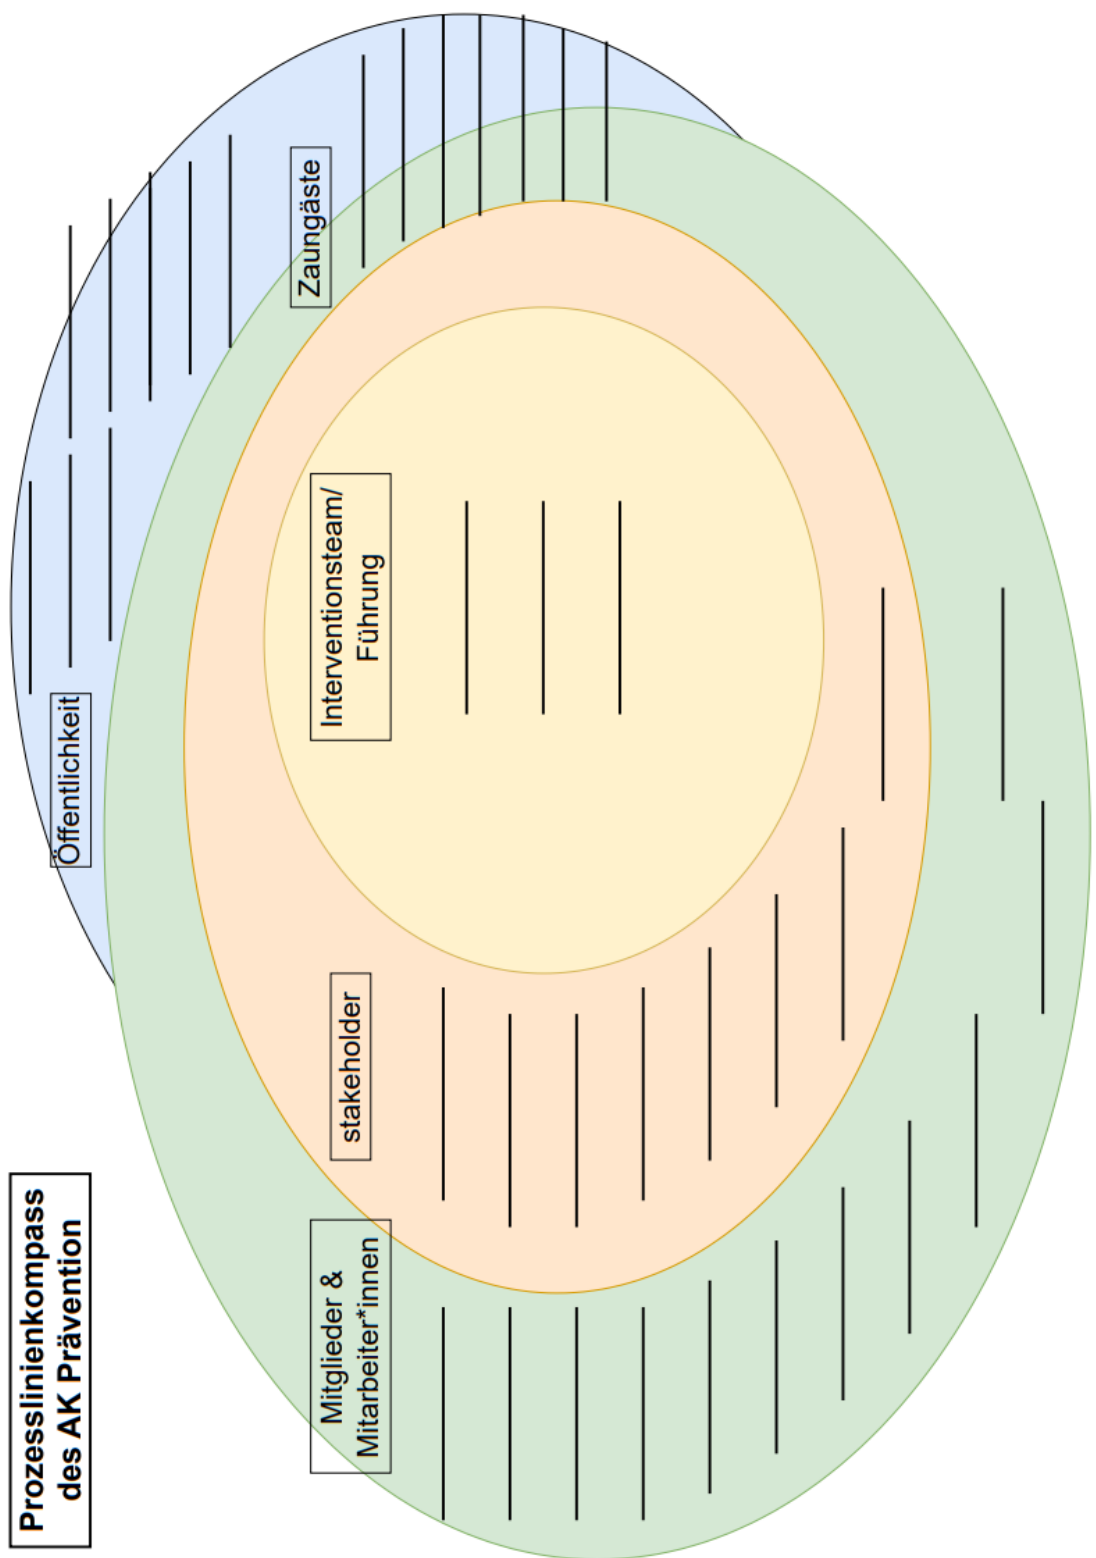 Prozesslinienkompass
des AK Prävention
Mitglieder &
Mitarbeiter*innen
stakeholder
Interventionsteam/
Führung
Öffentlichkeit
Zaungäste